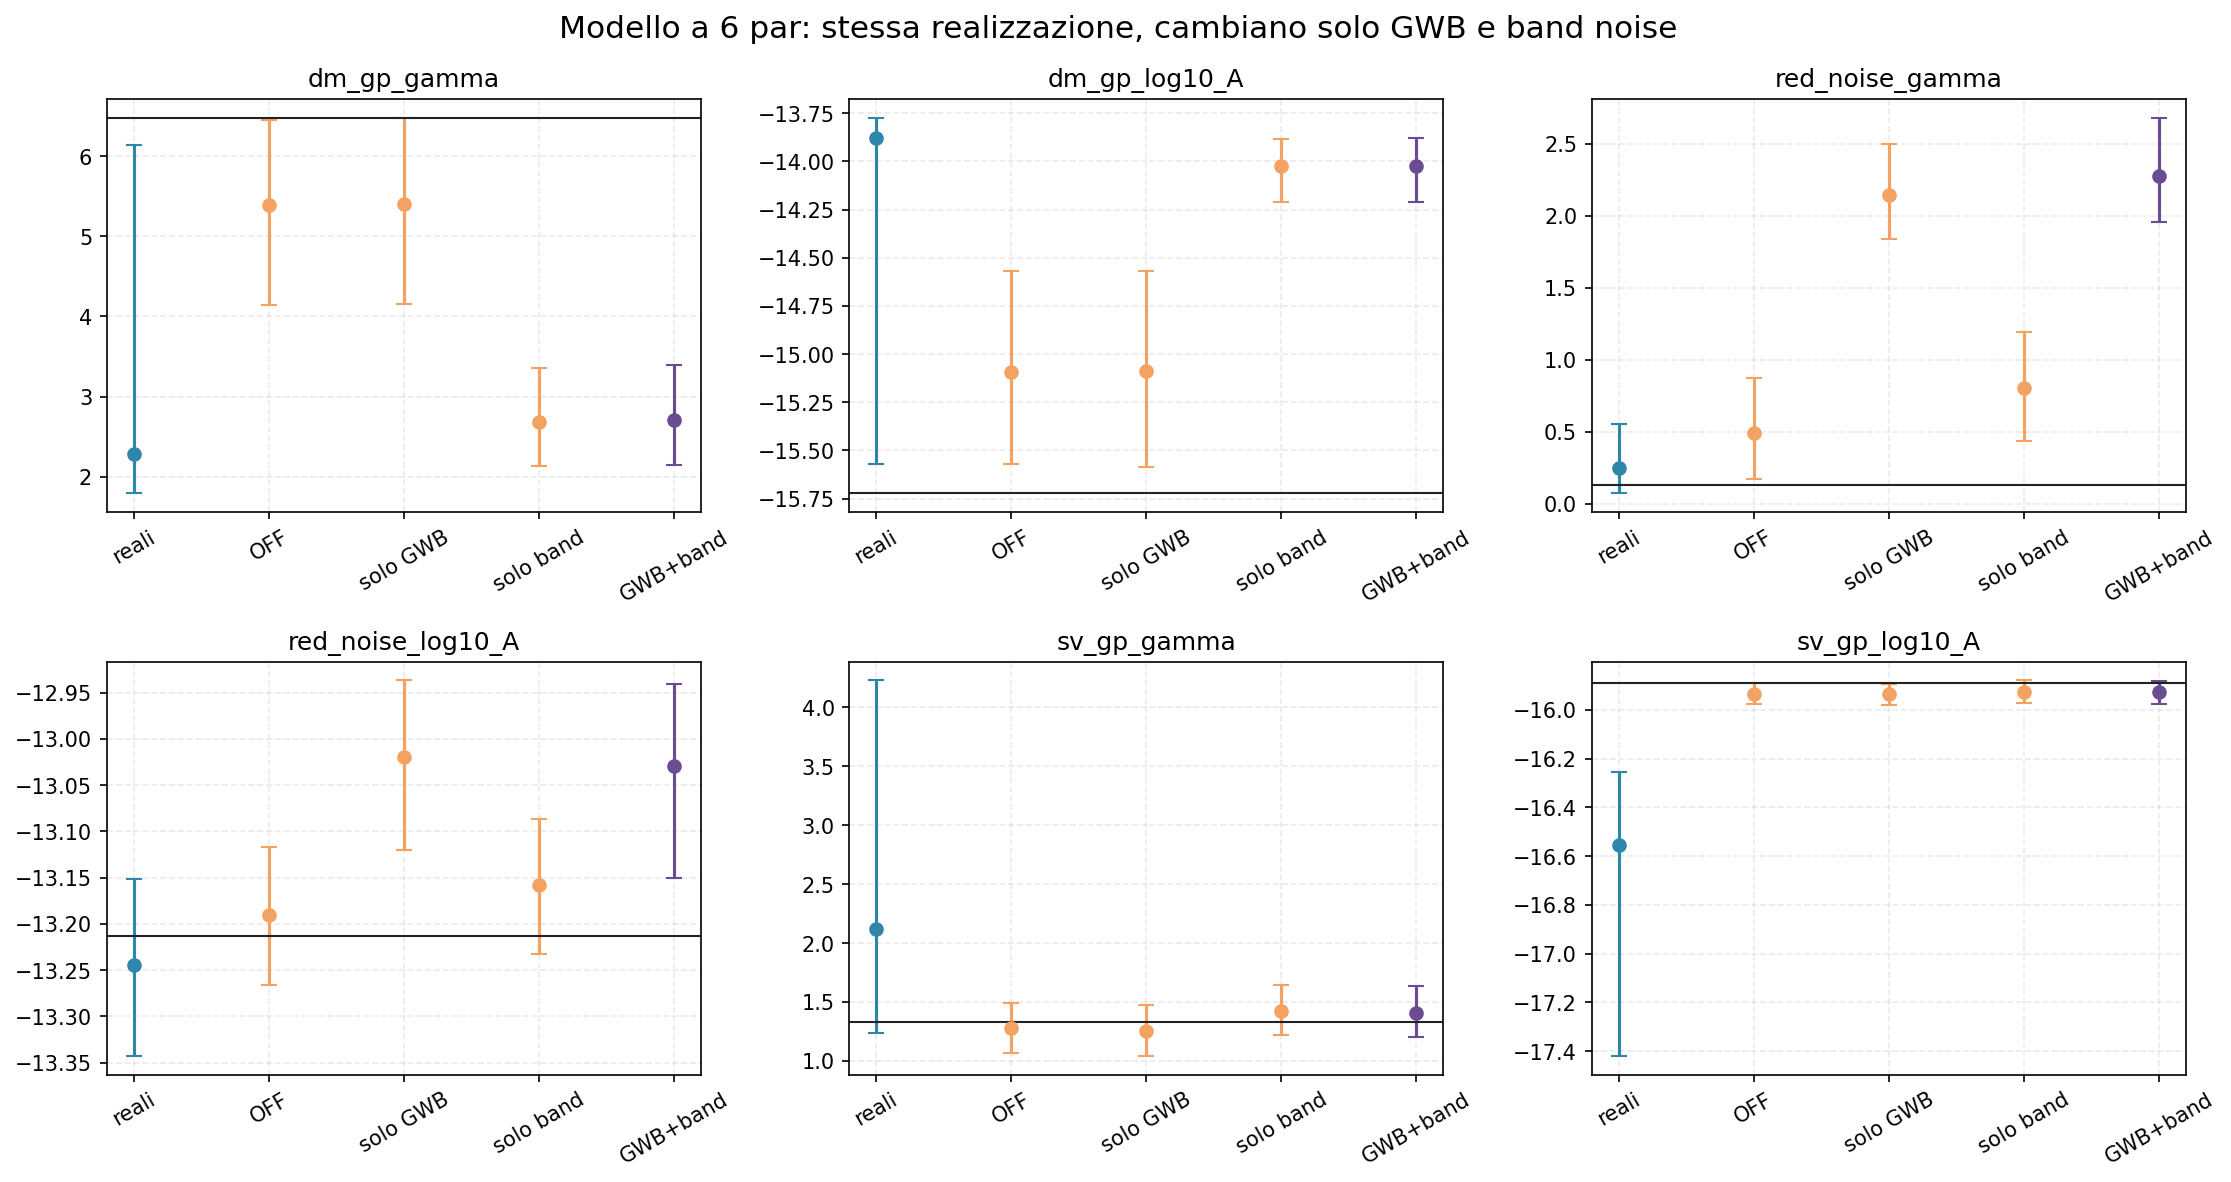 Modello a 6 par: stessa realizzazione, cambiano solo GWB e band noise
dm_gp_gamma
6
5
4
3
2
reali
OFF
solo GWB
solo band
GWB+band
dm_gp_log10_A
−13.75
−14.00
−14.25
−14.50
−14.75
−15.00
−15.25
−15.50
−15.75
reali
OFF
solo GWB
solo band
GWB+band
red_noise_gamma
2.5
2.0
1.5
1.0
0.5
0.0
reali
OFF
solo GWB
solo band
GWB+band
red_noise_log10_A
−12.95
−13.00
−13.05
−13.10
−13.15
−13.20
−13.25
−13.30
−13.35
reali
OFF
solo GWB
solo band
GWB+band
sv_gp_gamma
4.0
3.5
3.0
2.5
2.0
1.5
1.0
reali
OFF
solo GWB
solo band
GWB+band
sv_gp_log10_A
−16.0
−16.2
−16.4
−16.6
−16.8
−17.0
−17.2
−17.4
reali
OFF
solo GWB
solo band
GWB+band